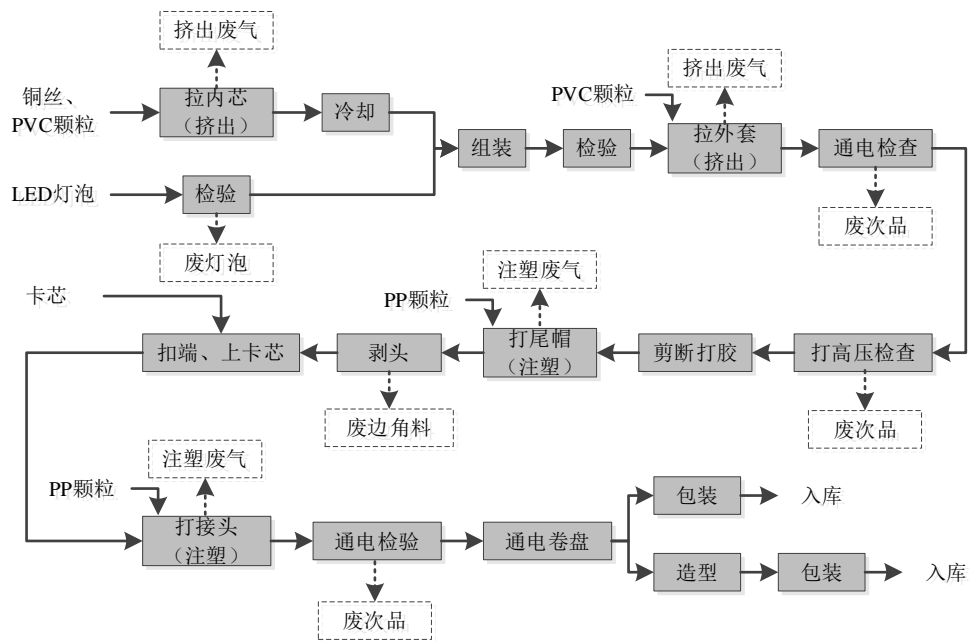 挤出废气
铜丝、
PVC颗粒
拉内芯
（挤出）
冷却
LED灯泡
检验
废灯泡
组装
检验
PVC颗粒
挤出废气
拉外套
（挤出）
通电检查
废次品
卡芯
扣端、上卡芯
剥头
废边角料
PP颗粒
注塑废气
打尾帽
（注塑）
剪断打胶
打高压检查
废次品
PP颗粒
注塑废气
打接头
（注塑）
通电检验
废次品
通电卷盘
包装
入库
造型
包装
入库